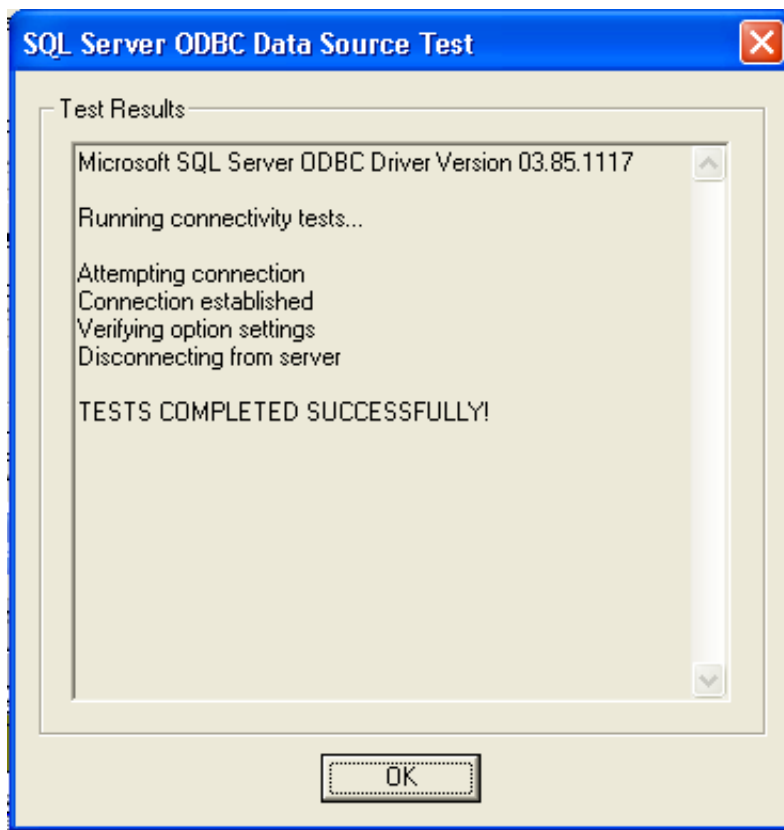 SQL Server ODBC Data Source Test
Test Results
Microsoft SQL Server ODBC Driver Version 03.85.1117
Running connectivity tests...
Attempting connection
Connection established
Verifying option settings
Disconnecting from server
TESTS COMPLETED SUCCESSFULLY!
OK